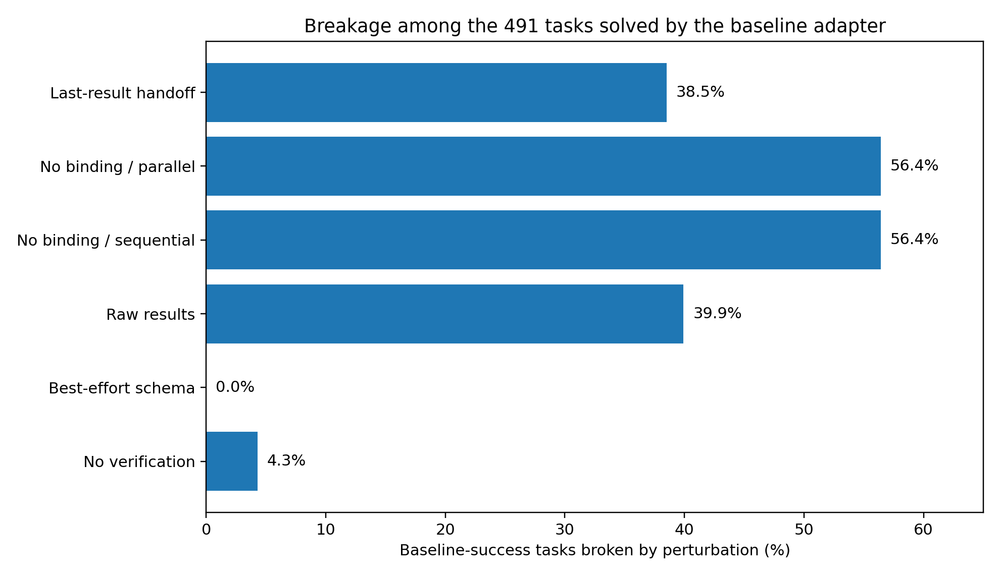 Breakage among the 491 tasks solved by the baseline adapter
Last-result handoff
38.5%
No binding / parallel
56.4%
No binding / sequential
56.4%
Raw results
39.9%
Best-effort schema
0.0%
No verification
4.3%
0 10 20 30 40 50 60
Baseline-success tasks broken by perturbation (%)